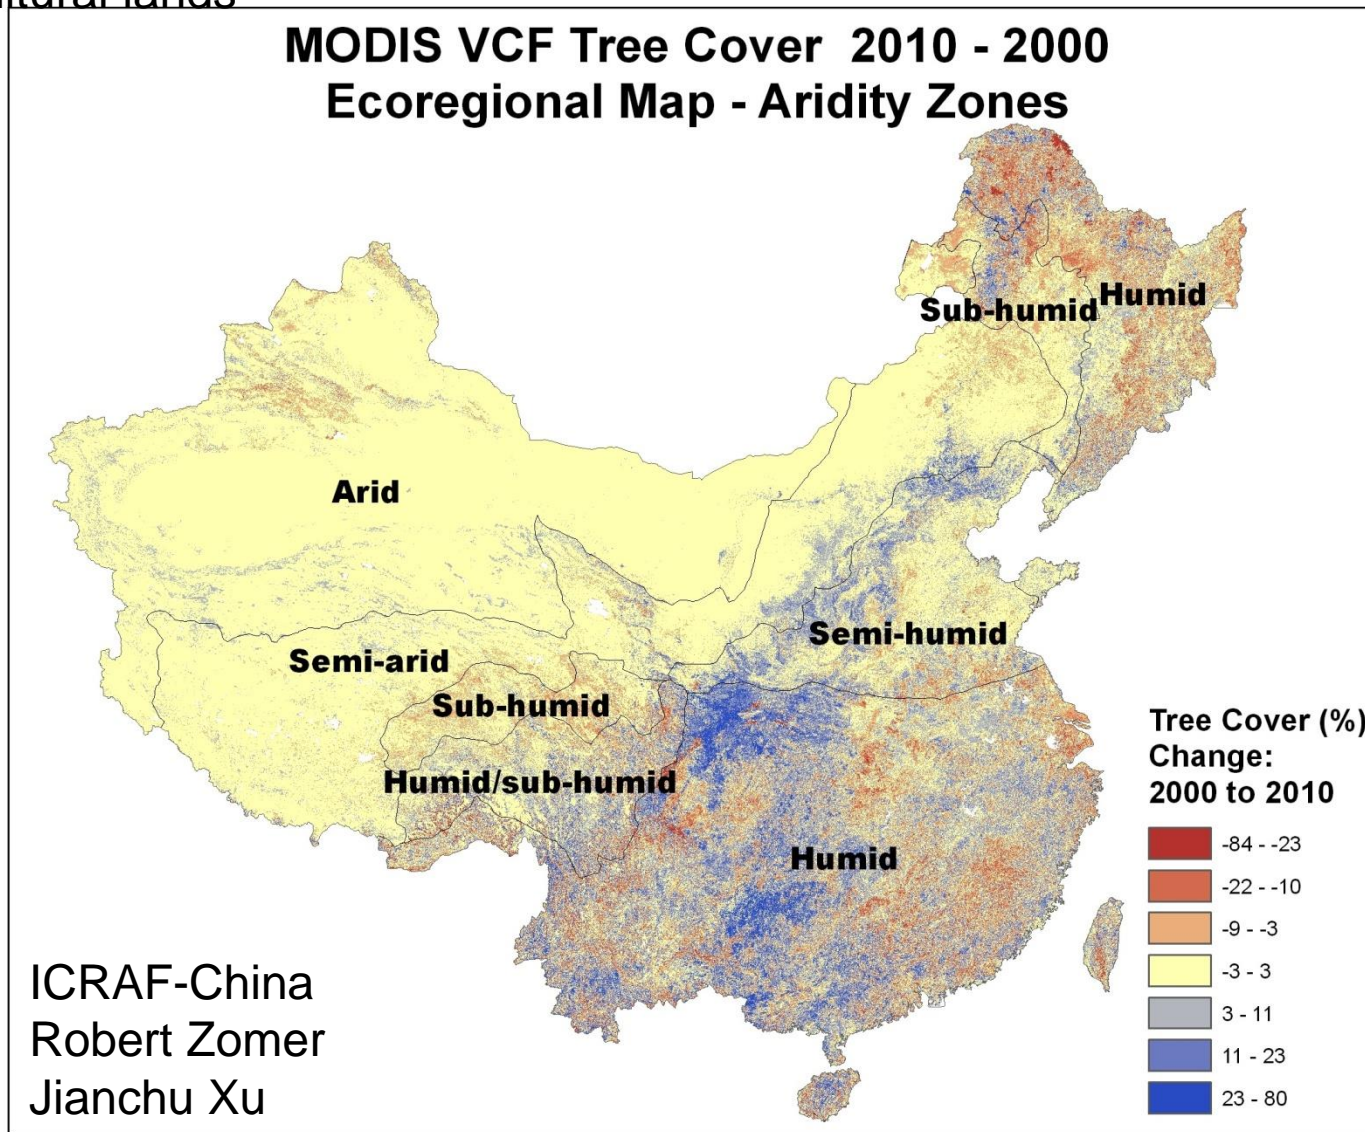 MODIS VCF Tree Cover 2010 - 2000
Ecoregional Map - Aridity Zones
Humid
Sub-humid
Arid
Semi-humid
Semi-arid
Sub-humid
Humid/sub-humid
Humid
Tree Cover (%)
Change:
2000 to 2010
-84 - -23
-22 - -10
-9 - -3
-3 - 3
3 - 11
11 - 23
23 - 80
ICRAF-China
Robert Zomer
Jianchu Xu